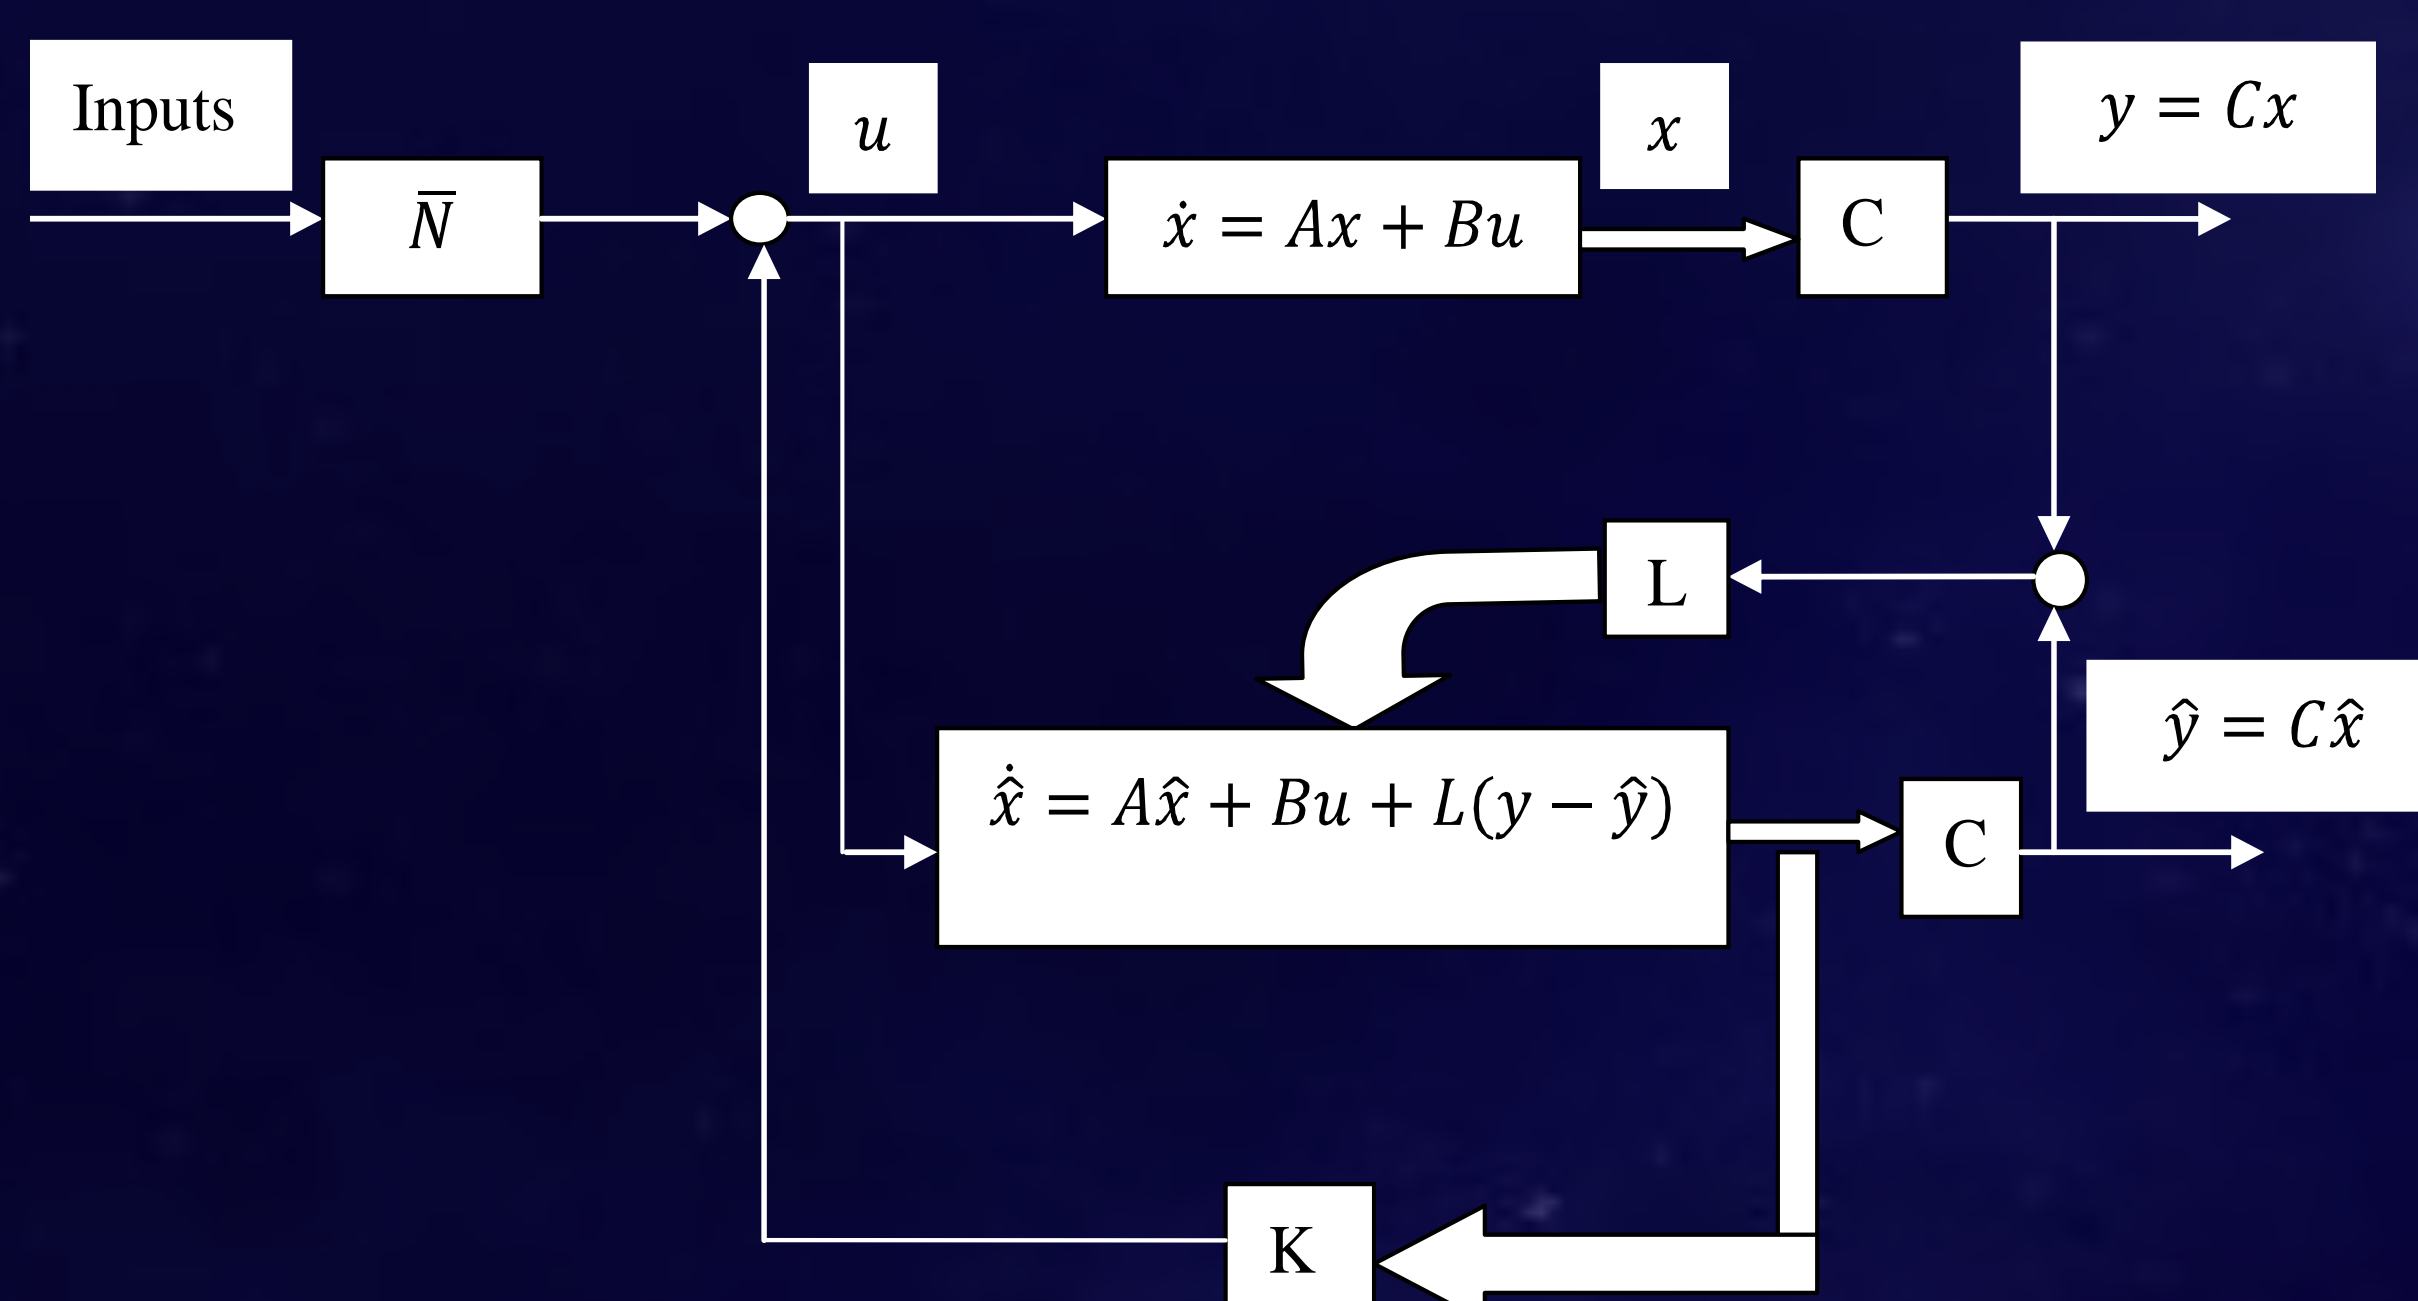 Inputs
u
x
y = Cx
N̅
ẋ = Ax + Bu
C
L
ŷ = Cx̂
x̂̇ = Ax̂ + Bu + L(y − ŷ)
C
K